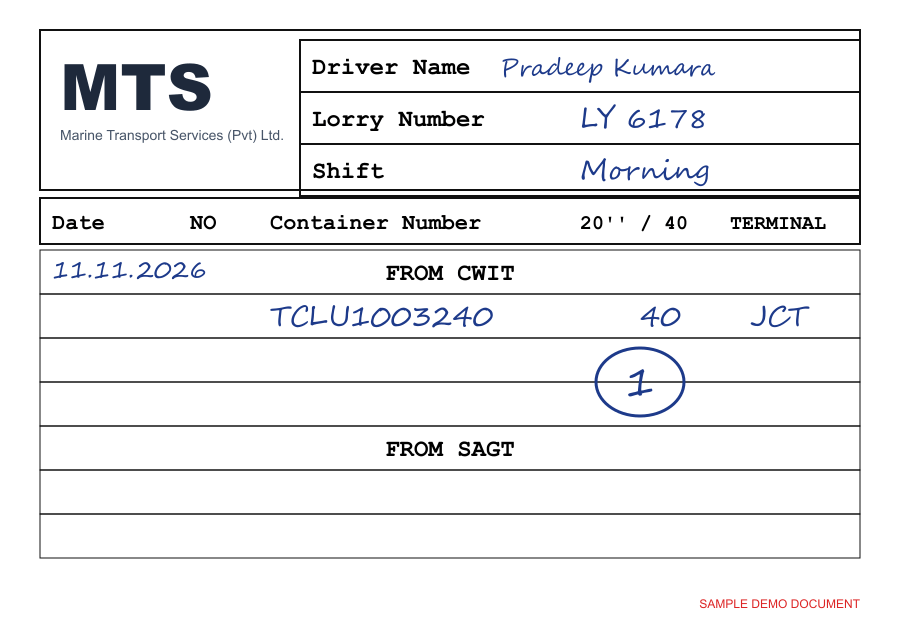 MTS
Marine Transport Services (Pvt) Ltd.
Driver Name Pradeep Kumara
Lorry Number LY 6178
Shift Morning
Date NO Container Number 20'' / 40 TERMINAL
11.11.2026 FROM CWIT
TCLU1003240 40 JCT
1
FROM SAGT
SAMPLE DEMO DOCUMENT